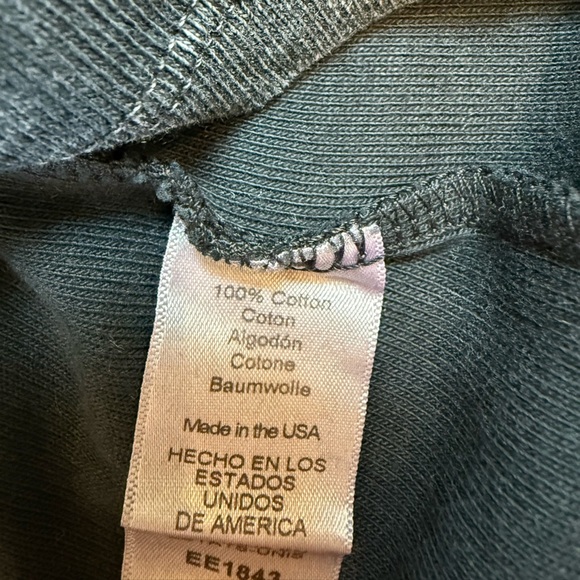 100% Cotton
Coton
Algodón
Cotone
Baumwolle
Made in the USA
HECHO EN LOS
ESTADOS
UNIDOS
DE AMERICA
EE1843